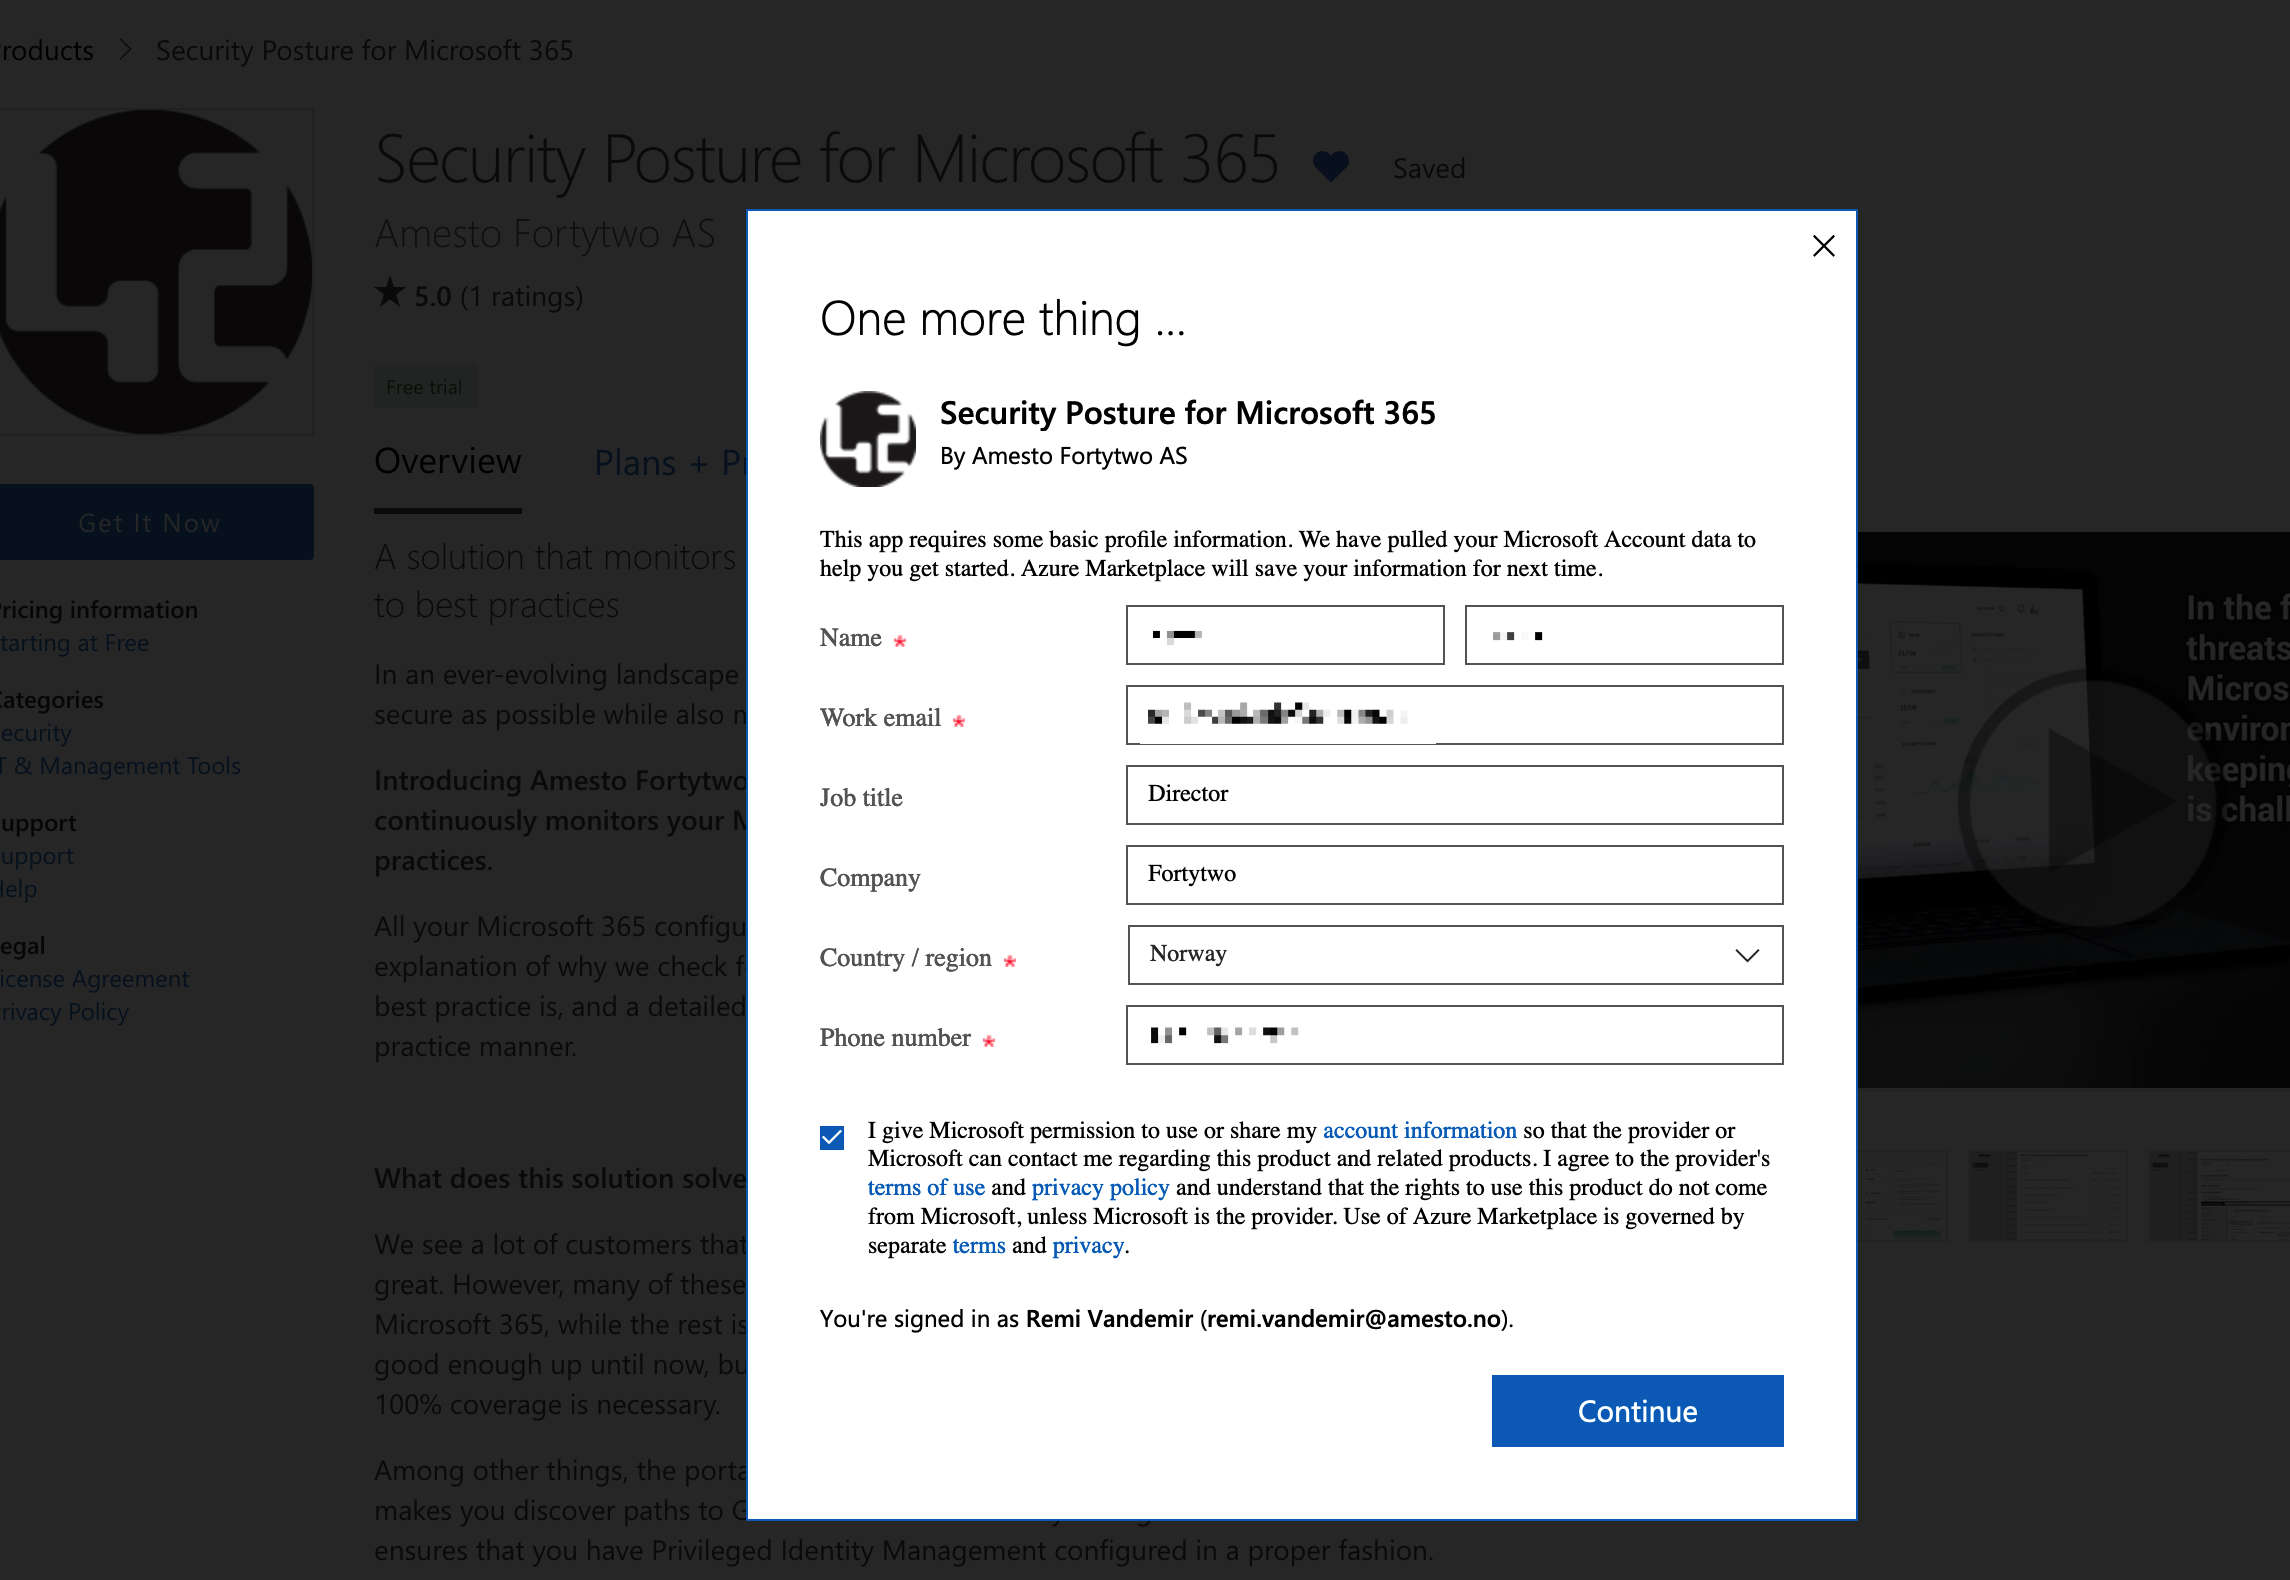 roducts > Security Posture for Microsoft 365
Security Posture for Microsoft 365
Saved
Amesto Fortytwo AS
5.0 (1 ratings)
Free trial
Overview
Plans + Pr
Get It Now
A solution that monitors
to best practices
ricing information
tarting at Free
ategories
ecurity
T & Management Tools
upport
upport
elp
egal
icense Agreement
rivacy Policy
In an ever-evolving landscape
secure as possible while also
Introducing Amesto Fortytwo
continuously monitors your M
practices.
All your Microsoft 365 configu
explanation of why we check f
best practice is, and a detailed
practice manner.
What does this solution solve
We see a lot of customers that
great. However, many of these
Microsoft 365, while the rest is
good enough up until now, bu
100% coverage is necessary.
Among other things, the porta
makes you discover paths to G
ensures that you have Privileged Identity Management configured in a proper fashion.
One more thing ...
Security Posture for Microsoft 365
By Amesto Fortytwo AS
This app requires some basic profile information. We have pulled your Microsoft Account data to
help you get started. Azure Marketplace will save your information for next time.
Name *
Work email *
Job title
Director
Company
Fortytwo
Country / region *
Norway
Phone number *
I give Microsoft permission to use or share my account information so that the provider or
Microsoft can contact me regarding this product and related products. I agree to the provider's
terms of use and privacy policy and understand that the rights to use this product do not come
from Microsoft, unless Microsoft is the provider. Use of Azure Marketplace is governed by
separate terms and privacy.
You're signed in as Remi Vandemir (remi.vandemir@amesto.no).
Continue
In the f
threats
Micros
enviror
keeping
is chall